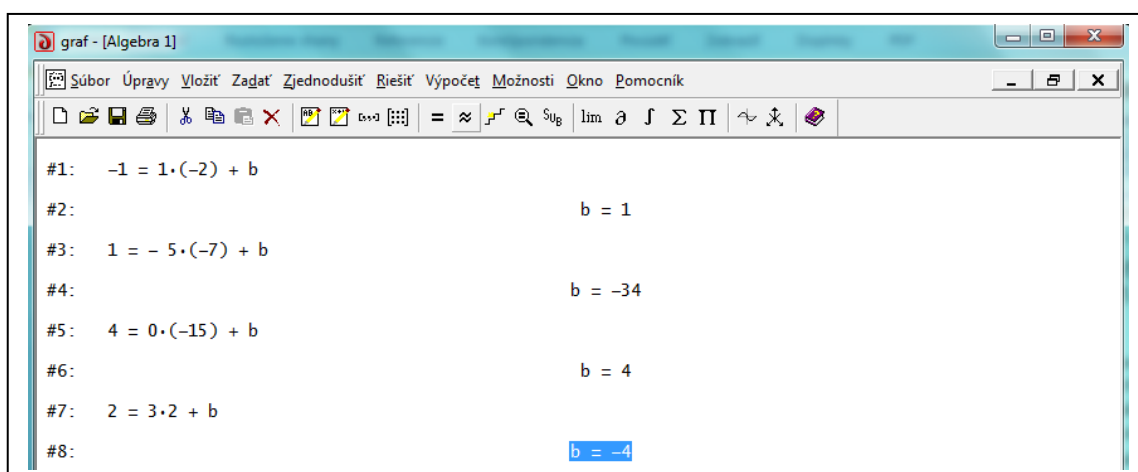 graf - [Algebra 1]
Súbor Úpravy Vložiť Zadať Zjednodušiť Riešiť Výpočet Možnosti Okno Pomocník
= ≈ SUB lim ∂ ∫ Σ Π
#1: -1 = 1·(-2) + b
#2: b = 1
#3: 1 = - 5·(-7) + b
#4: b = -34
#5: 4 = 0·(-15) + b
#6: b = 4
#7: 2 = 3·2 + b
#8: b = -4